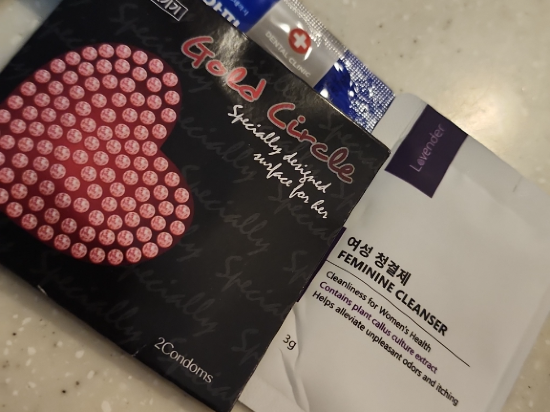 Gold Circle
Specially designed
surface for her
2Condoms
DENTAL CLINIC
Lavender
여성 청결제
FEMININE CLEANSER
Cleanliness for Women's Health
Contains plant callus culture extract
Helps alleviate unpleasant odors and itching
3g